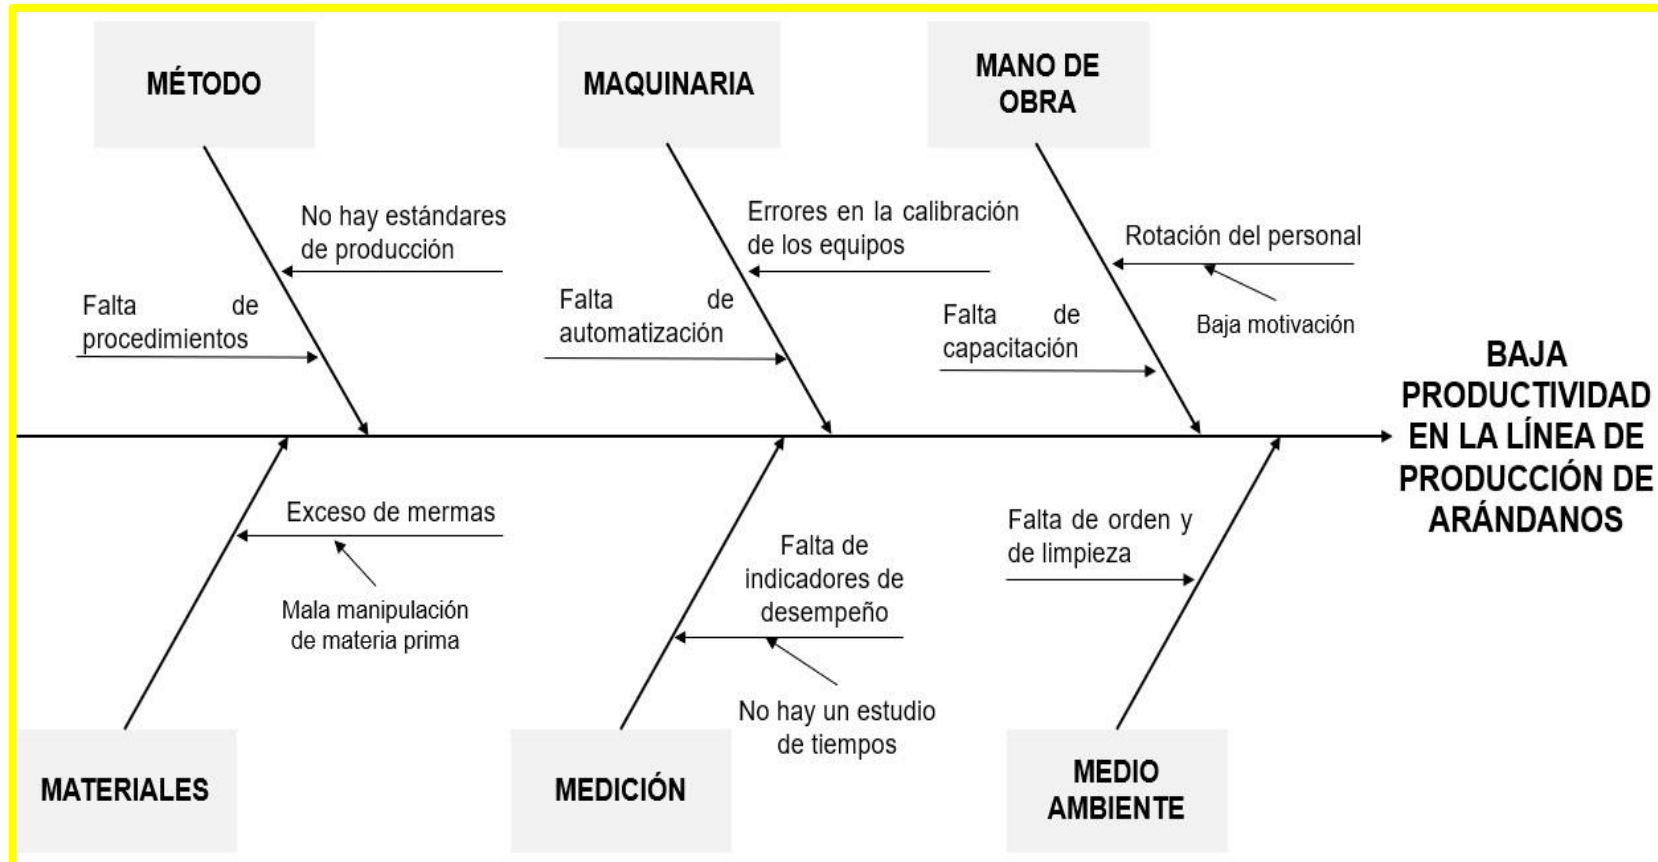 MÉTODO
MAQUINARIA
MANO DE
OBRA
No hay estándares
de producción
Falta de
procedimientos
Errores en la calibración
de los equipos
Falta de
automatización
Rotación del personal
Baja motivación
Falta de
capacitación
BAJA
PRODUCTIVIDAD
EN LA LÍNEA DE
PRODUCCIÓN DE
ARÁNDANOS
Exceso de mermas
Mala manipulación
de materia prima
Falta de
indicadores de
desempeño
No hay un estudio
de tiempos
Falta de orden y
de limpieza
MATERIALES
MEDICIÓN
MEDIO
AMBIENTE